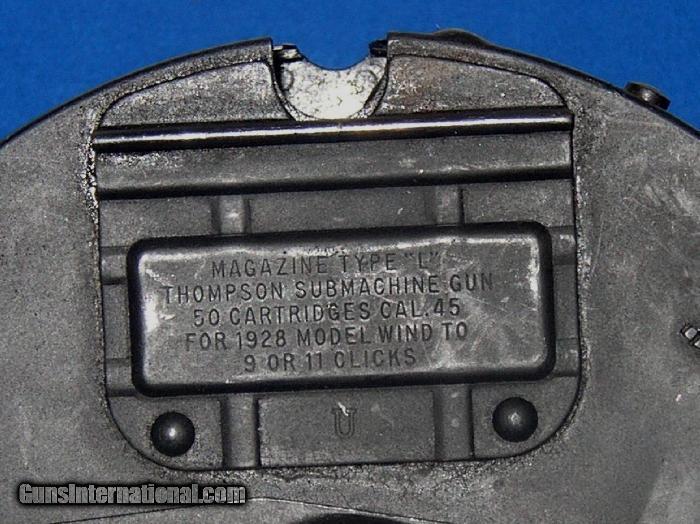 MAGAZINE TYPE "L"
THOMPSON SUBMACHINE GUN
50 CARTRIDGES CAL. 45
FOR 1928 MODEL WIND TO
9 OR 11 CLICKS
U
GunsInternational.com